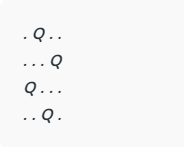 . Q . .
. . . Q
Q . . .
. . Q .